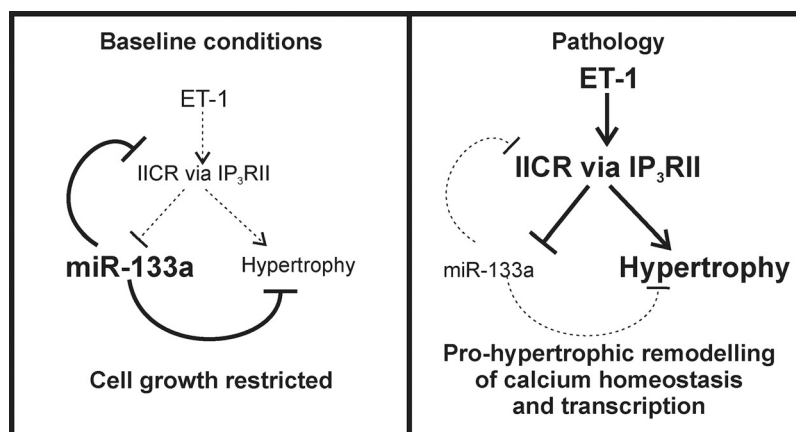 Baseline conditions
ET-1
IICR via IP₃RII
miR-133a
Hypertrophy
Cell growth restricted
Pathology
ET-1
IICR via IP₃RII
miR-133a
Hypertrophy
Pro-hypertrophic remodelling
of calcium homeostasis
and transcription